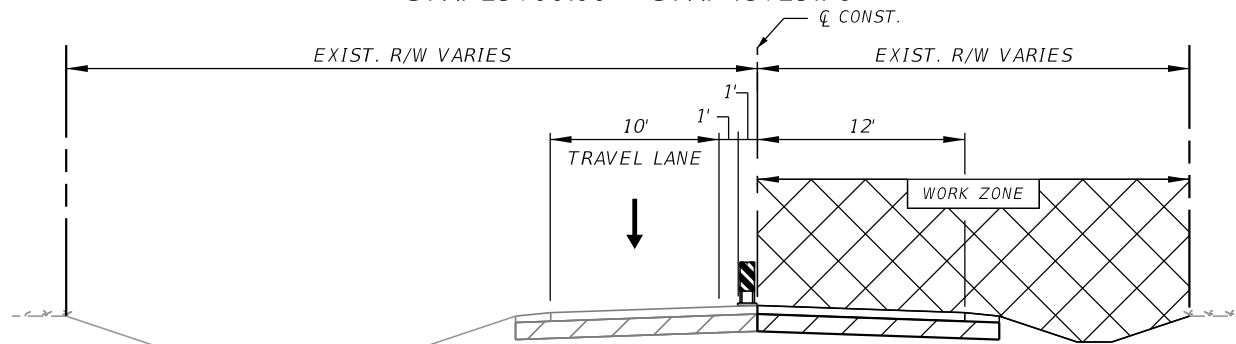 ℄ CONST.
EXIST. R/W VARIES
EXIST. R/W VARIES
1'
1'
10'
12'
TRAVEL LANE
WORK ZONE